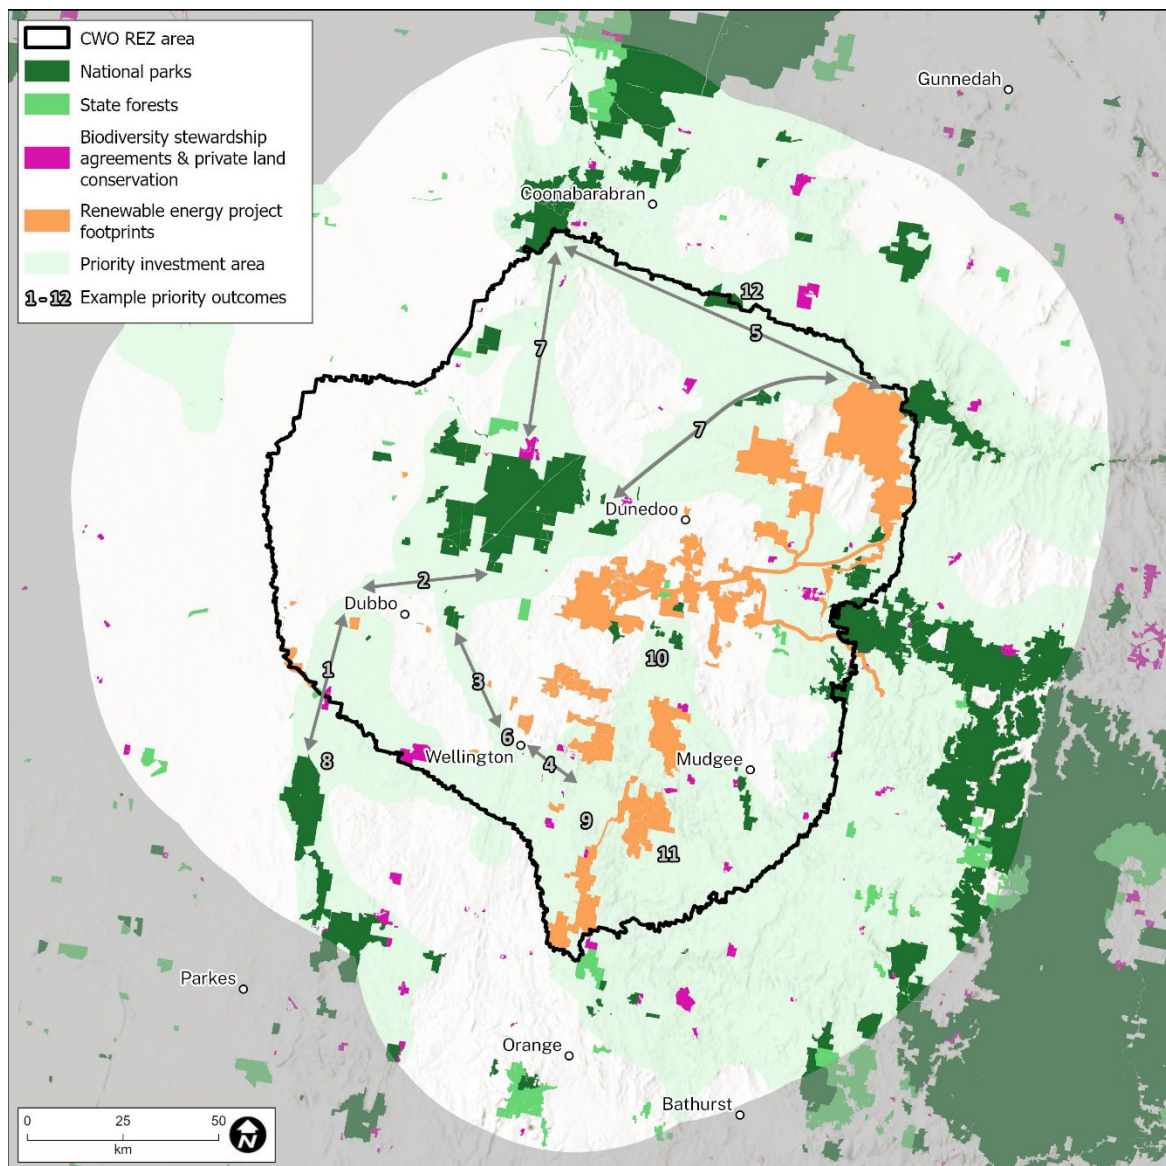 CWO REZ area
National parks
State forests
Biodiversity stewardship
agreements & private land
conservation
Renewable energy project
footprints
Priority investment area
1 - 12 Example priority outcomes
Gunnedah
Coonabarabran
12
5
7
7
Dunedoo
2
Dubbo
1
3
10
6
Wellington
4
8
Mudgee
9
11
Parkes
Orange
Bathurst
0 25 50
km
N